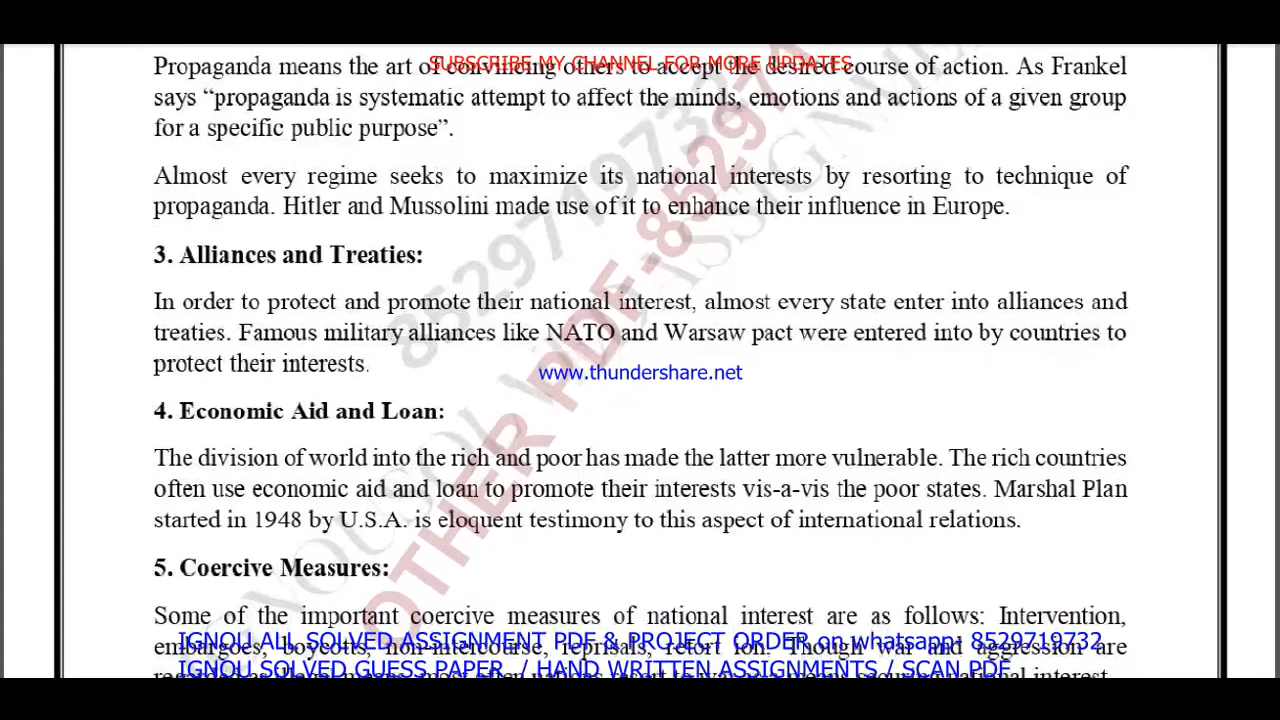 SUBSCRIBE MY CHANNEL FOR MORE UPDATES
Propaganda means the art of convincing others to accept the desired course of action. As Frankel
says “propaganda is systematic attempt to affect the minds, emotions and actions of a given group
for a specific public purpose”.
Almost every regime seeks to maximize its national interests by resorting to technique of
propaganda. Hitler and Mussolini made use of it to enhance their influence in Europe.
3. Alliances and Treaties:
In order to protect and promote their national interest, almost every state enter into alliances and
treaties. Famous military alliances like NATO and Warsaw pact were entered into by countries to
protect their interests.
www.thundershare.net
4. Economic Aid and Loan:
The division of world into the rich and poor has made the latter more vulnerable. The rich countries
often use economic aid and loan to promote their interests vis-a-vis the poor states. Marshal Plan
started in 1948 by U.S.A. is eloquent testimony to this aspect of international relations.
5. Coercive Measures:
Some of the important coercive measures of national interest are as follows: Intervention,
embargoes, boycotts, non-intercourse, reprisals, retort ion. Though war and aggression are
IGNOU ALL SOLVED ASSIGNMENT PDF & PROJECT ORDER on whatsapp- 8529719732
IGNOU SOLVED GUESS PAPER / HAND WRITTEN ASSIGNMENTS / SCAN PDF
8529719732
OTHER PDF-85297